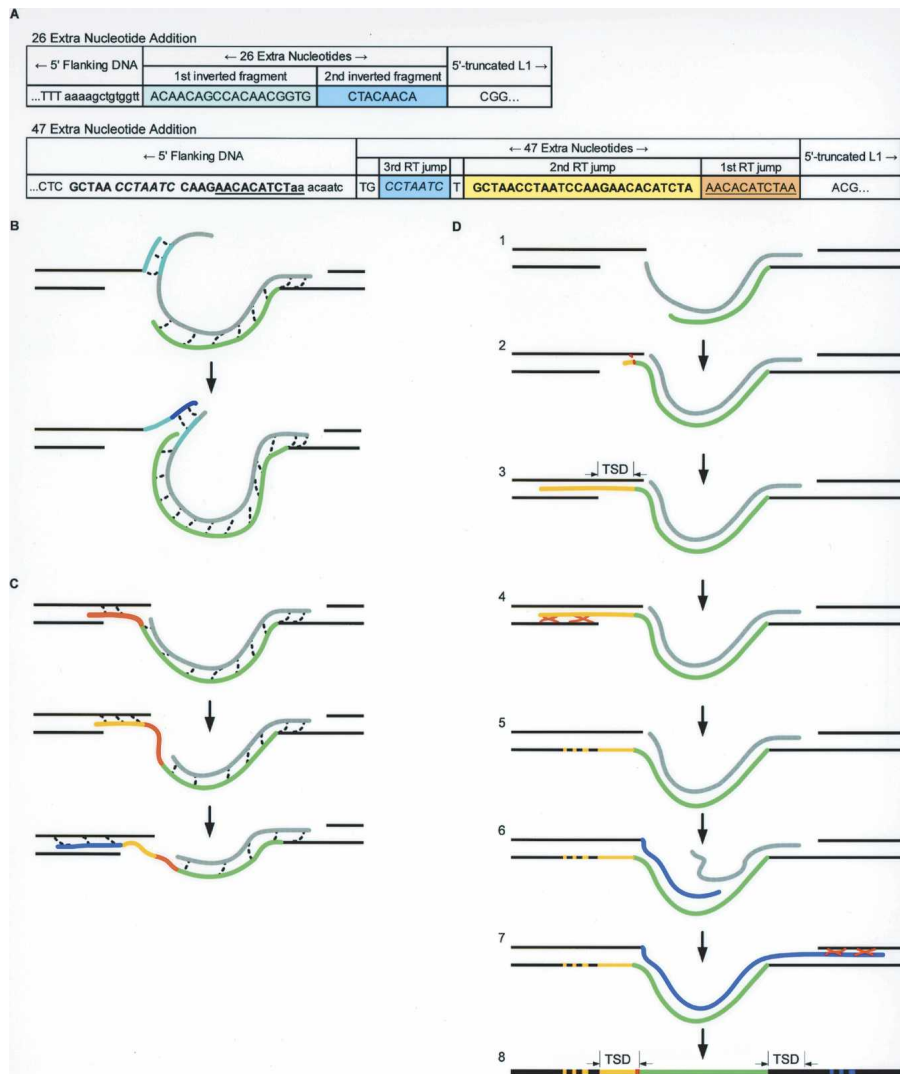 A
26 Extra Nucleotide Addition
← 5' Flanking DNA
← 26 Extra Nucleotides →
5'-truncated L1 →
1st inverted fragment
2nd inverted fragment
...TTT aaaagctgtggtt ACAACAGCCACAACGGTG CTACAACA CGG...
47 Extra Nucleotide Addition
← 5' Flanking DNA
← 47 Extra Nucleotides →
5'-truncated L1 →
3rd RT jump
2nd RT jump
1st RT jump
...CTC GCTAA CCTAATC CAAGAACACATCTaa acaatc TG CCTAATC T GCTAACCTAATCCAAGAACACATCTA AACACATCTAA ACG...
B
D
1
2
3
TSD
C
4
5
6
7
8
TSD
TSD